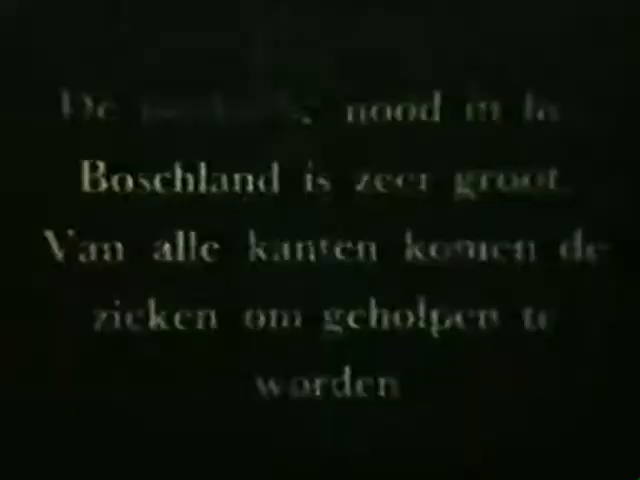 De nood in
Boschland is zeer groot.
Van alle kanten komen de
zieken om geholpen te
worden